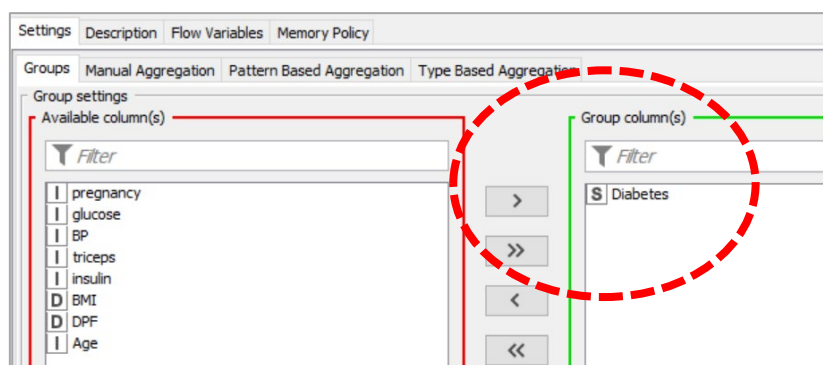 Settings Description Flow Variables Memory Policy
Groups Manual Aggregation Pattern Based Aggregation Type Based Aggregation
Group settings
Available column(s)
Group column(s)
Filter
Filter
I pregnancy
I glucose
I BP
I triceps
I insulin
D BMI
D DPF
I Age
>
>>
<
<<
S Diabetes